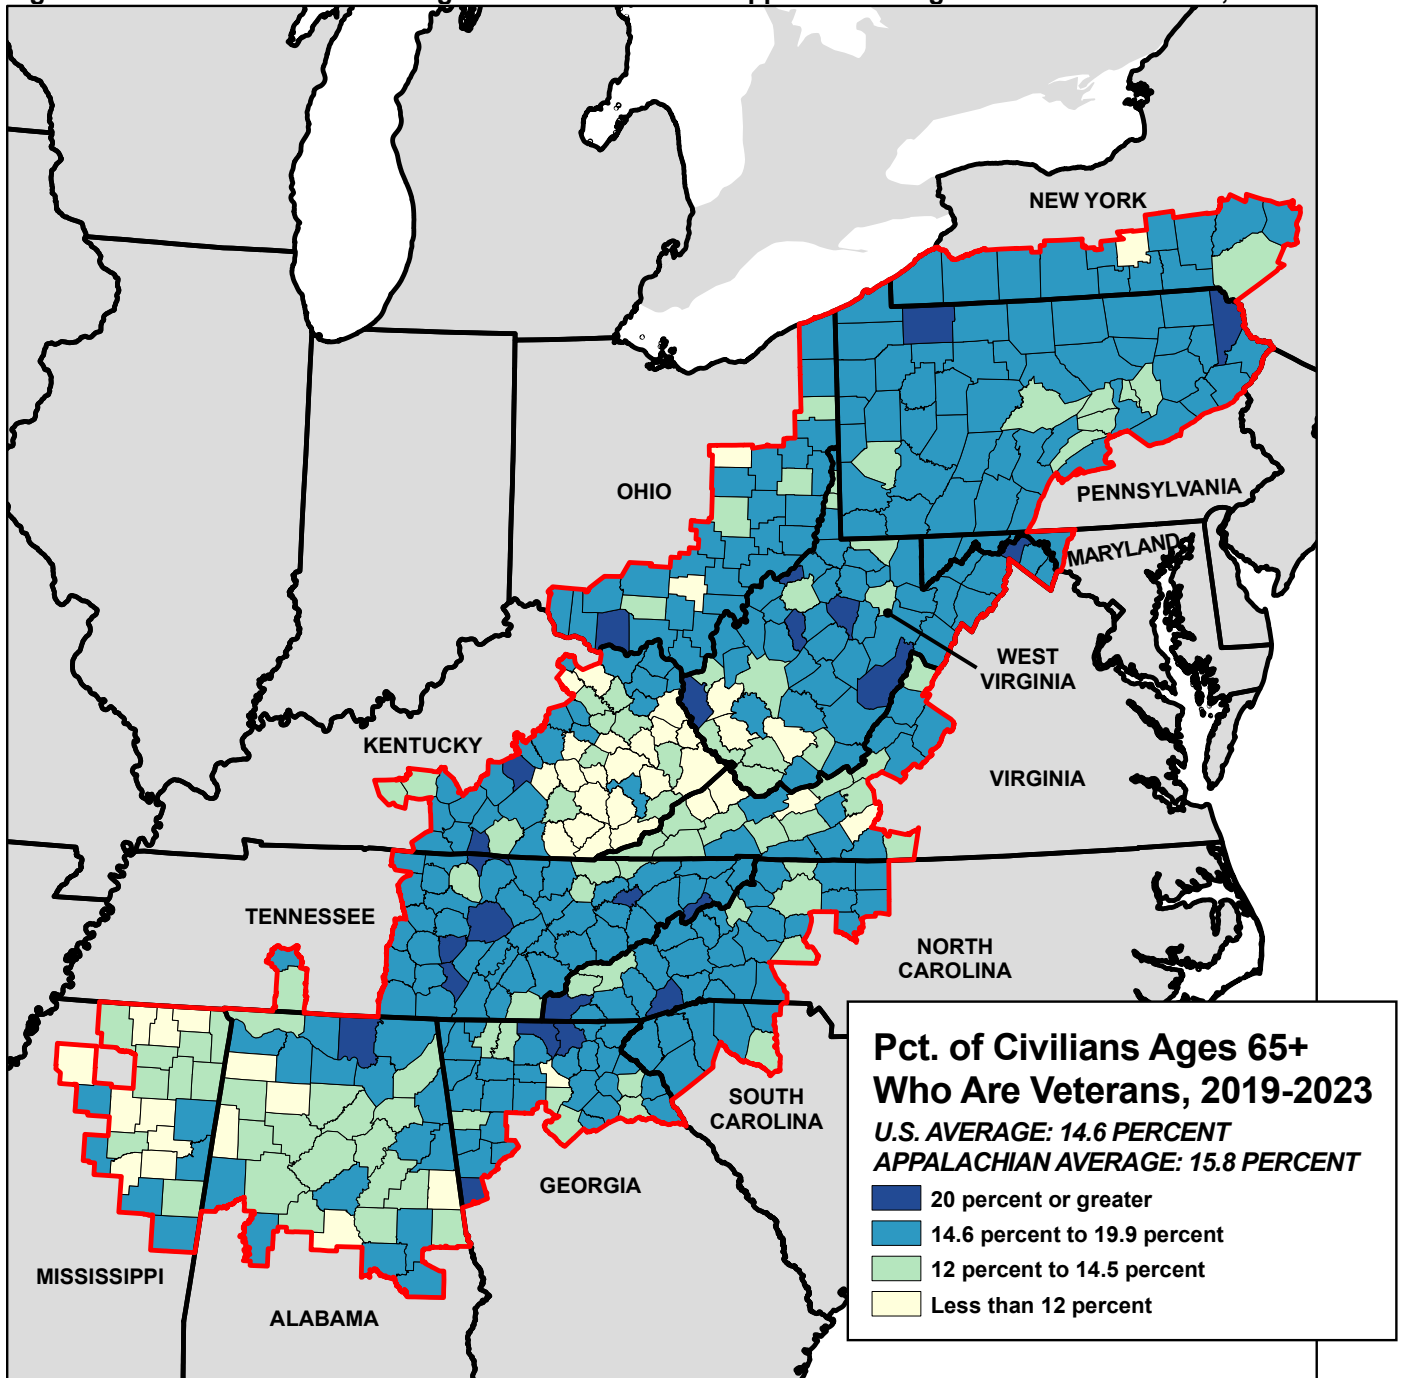 NEW YORK
OHIO
PENNSYLVANIA
MARYLAND
WEST
VIRGINIA
KENTUCKY
VIRGINIA
TENNESSEE
NORTH
CAROLINA
SOUTH
CAROLINA
GEORGIA
MISSISSIPPI
ALABAMA
Pct. of Civilians Ages 65+
Who Are Veterans, 2019-2023
U.S. AVERAGE: 14.6 PERCENT
APPALACHIAN AVERAGE: 15.8 PERCENT
20 percent or greater
14.6 percent to 19.9 percent
12 percent to 14.5 percent
Less than 12 percent